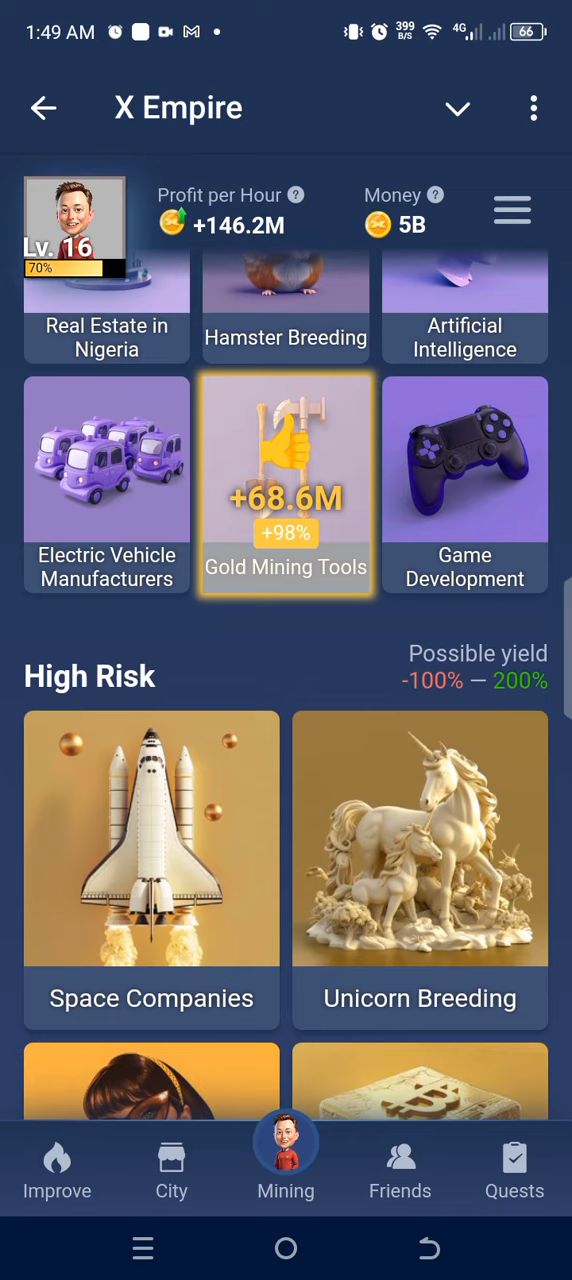 1:49 AM
399
B/S
4G
66
X Empire
Profit per Hour ?
Money ?
+146.2M
5B
Lv. 16
70%
Real Estate in
Nigeria
Hamster Breeding
Artificial
Intelligence
+68.6M
+98%
Electric Vehicle
Manufacturers
Gold Mining Tools
Game
Development
High Risk
Possible yield
-100% — 200%
Space Companies
Unicorn Breeding
Improve
City
Mining
Friends
Quests